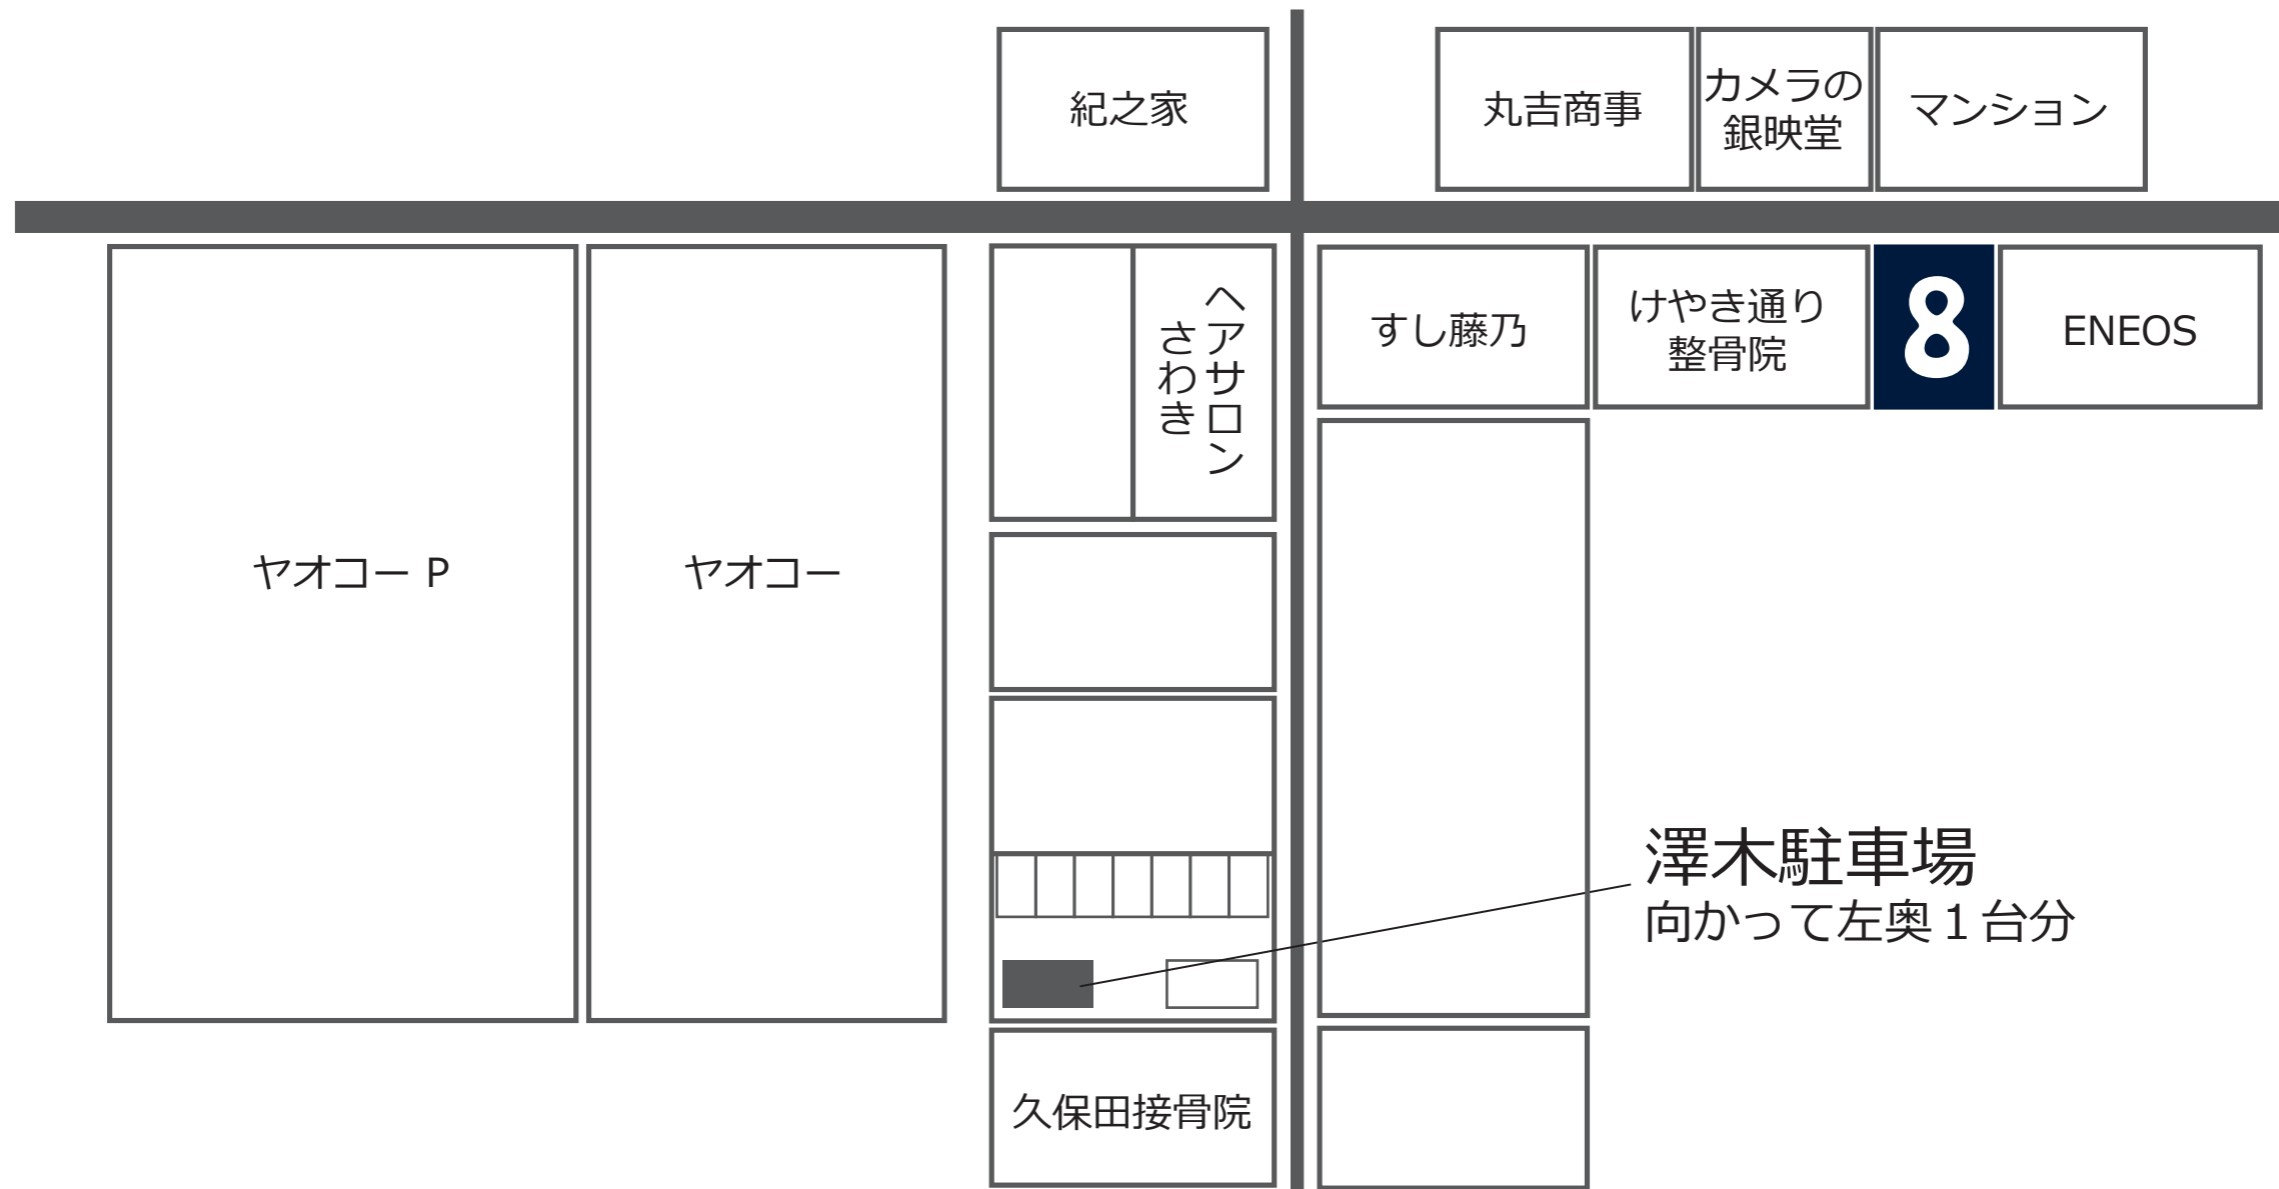 紀之家
丸吉商事
カメラの
銀映堂
マンション
ヘアサロン
さわき
すし藤乃
けやき通り
整骨院
8
ENEOS
ヤオコー P
ヤオコー
澤木駐車場
向かって左奥１台分
久保田接骨院